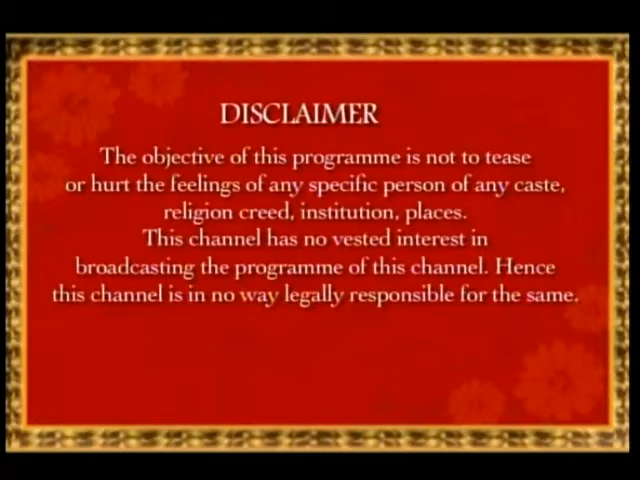 DISCLAIMER
The objective of this programme is not to tease
or hurt the feelings of any specific person of any caste,
religion creed, institution, places.
This channel has no vested interest in
broadcasting the programme of this channel. Hence
this channel is in no way legally responsible for the same.